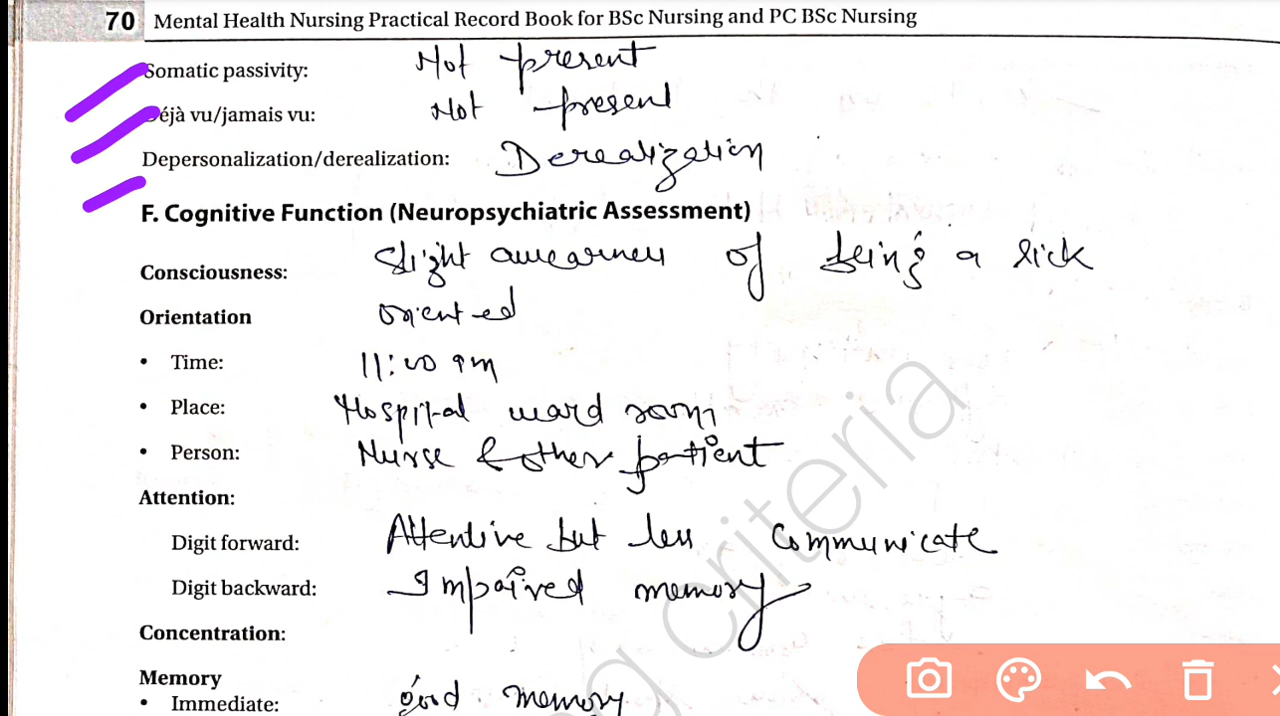 70 Mental Health Nursing Practical Record Book for BSc Nursing and PC BSc Nursing
Somatic passivity: Not present
Déjà vu/jamais vu: Not present
Depersonalization/derealization: Derealization
F. Cognitive Function (Neuropsychiatric Assessment)
Consciousness: Slight awearness of being a sick
Orientation oriented
• Time: am
• Place: Hospital ward room
• Person: Nurse & other patient
Attention:
Digit forward: Attentive but less communicate
Digit backward: Impaired memory
Concentration:
Memory
• Immediate: good memory
criteria